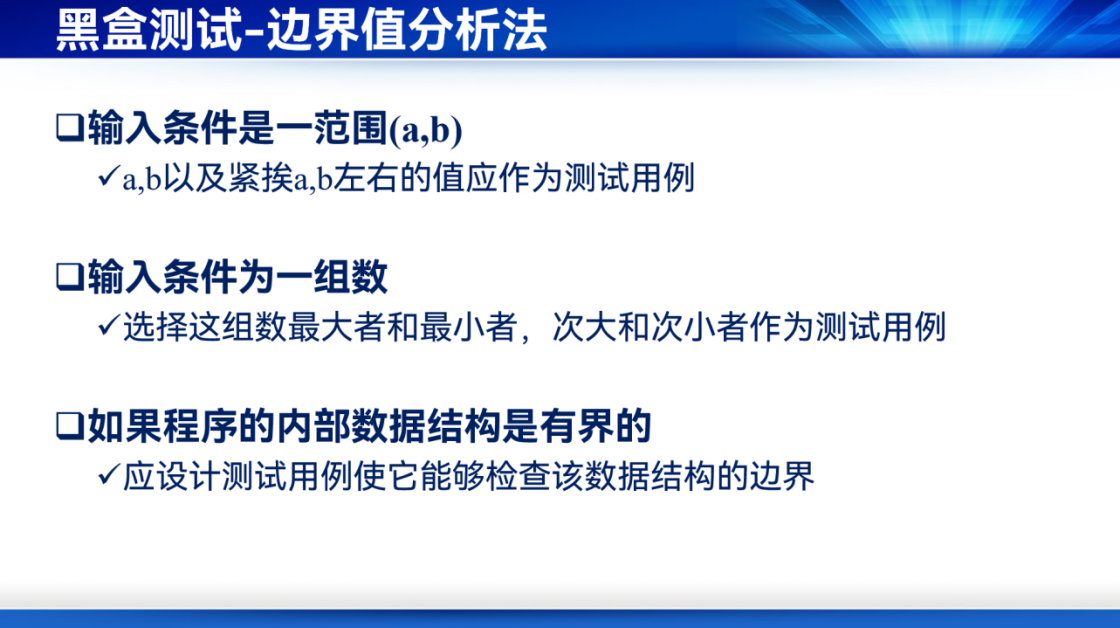 黑盒测试-边界值分析法
❑输入条件是一范围(a,b)
✓a,b以及紧挨a,b左右的值应作为测试用例
❑输入条件为一组数
✓选择这组数最大者和最小者，次大和次小者作为测试用例
❑如果程序的内部数据结构是有界的
✓应设计测试用例使它能够检查该数据结构的边界